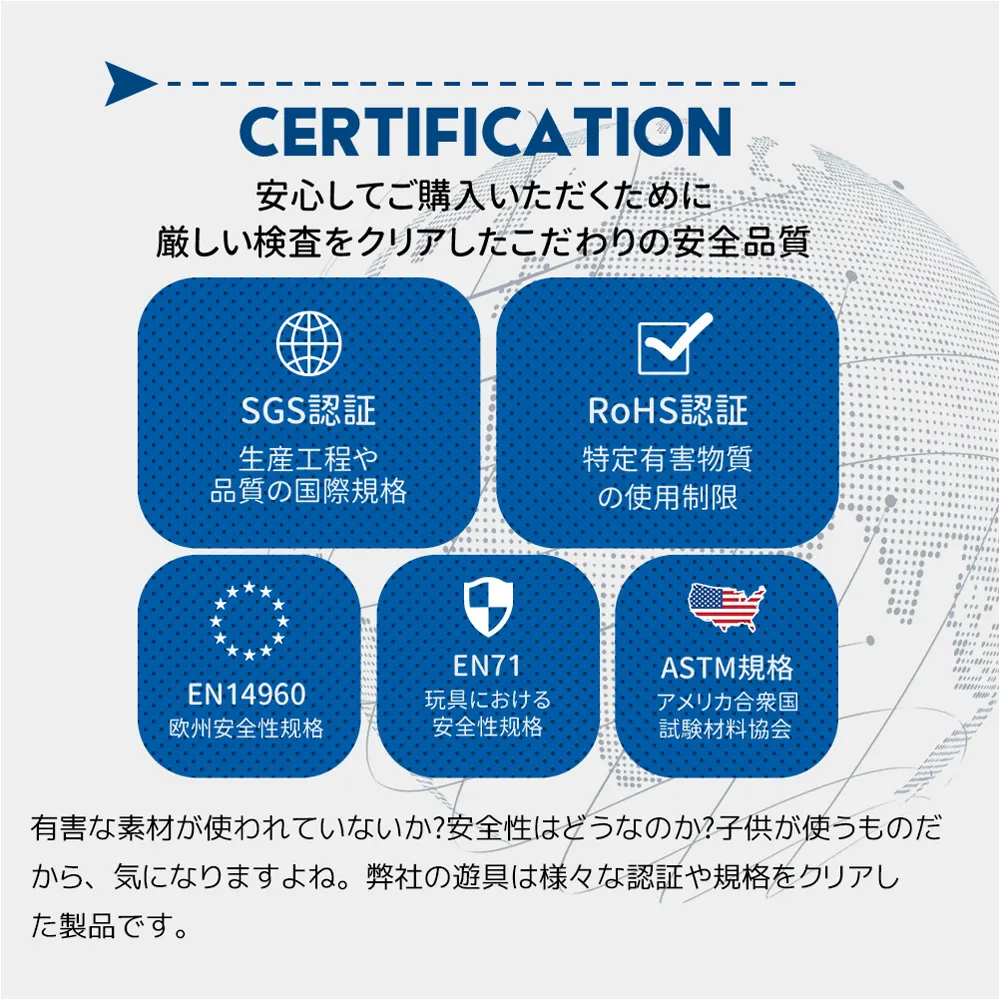 CERTIFICATION
安心してご購入いただくために
厳しい検査をクリアしたこだわりの安全品質
SGS認証
生産工程や
品質の国際規格
RoHS認証
特定有害物質
の使用制限
EN14960
欧州安全性规格
EN71
玩具における
安全性规格
ASTM規格
アメリカ合衆国
試験材料協会
有害な素材が使われていないか?安全性はどうなのか?子供が使うものだ
から、気になりますよね。弊社の遊具は様々な認証や規格をクリアし
た製品です。